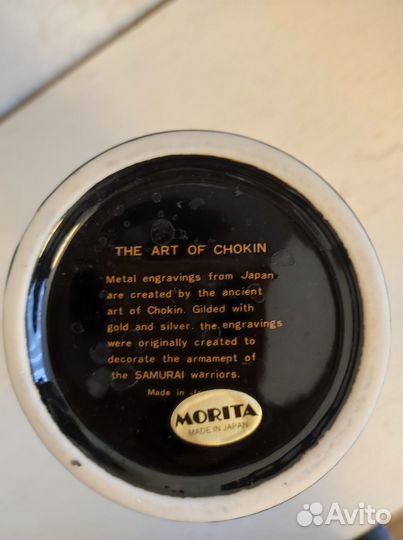 THE ART OF CHOKIN
Metal engravings from Japan
are created by the ancient
art of Chokin. Gilded with
gold and silver. the engravings
were originally created to
decorate the armament of
the SAMURAI warriors.
Made in
MORITA
MADE IN JAPAN
Avito